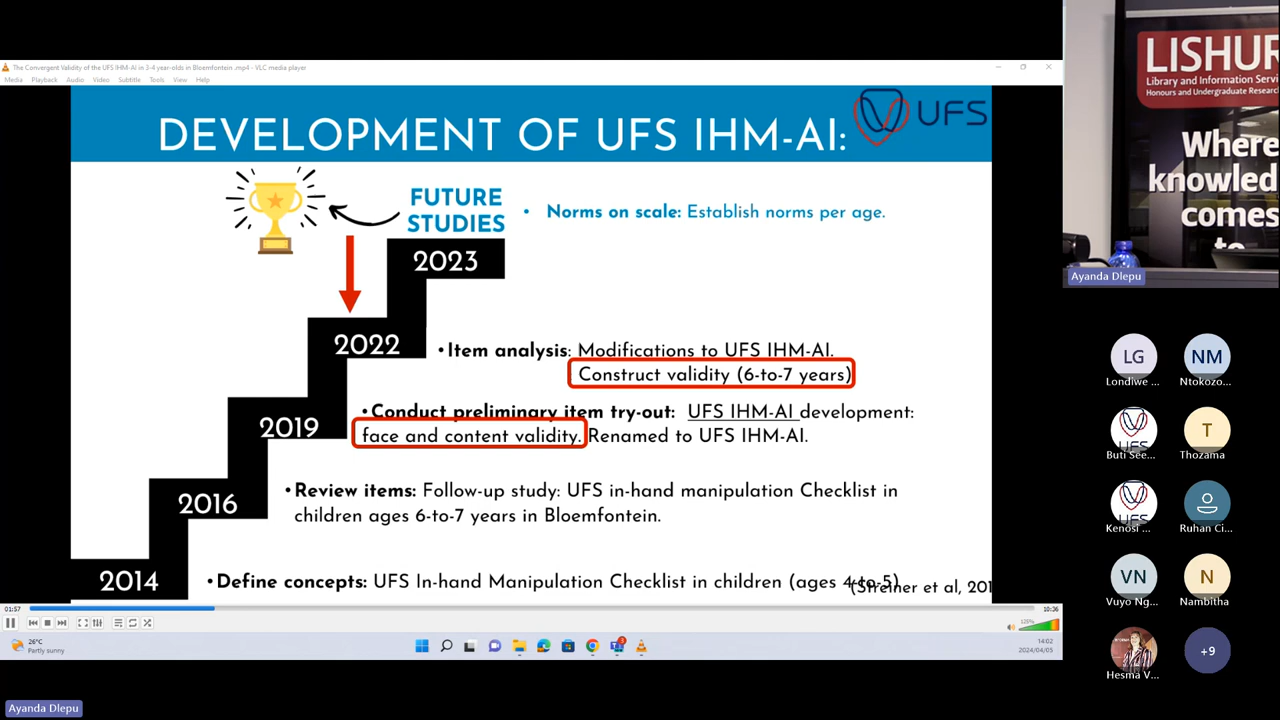 The Convergent Validity of the UFS IHM-AI in 3-4 year-olds in Bloemfontein .mp4 - VLC media player
Media Playback Audio Video Subtitle Tools View Help
DEVELOPMENT OF UFS IHM-AI:
UFS
FUTURE
STUDIES
• Norms on scale: Establish norms per age.
2023
2022
• Item analysis: Modifications to UFS IHM-AI.
Construct validity (6-to-7 years)
2019
• Conduct preliminary item try-out: UFS IHM-AI development:
face and content validity. Renamed to UFS IHM-AI.
2016
• Review items: Follow-up study: UFS in-hand manipulation Checklist in
children ages 6-to-7 years in Bloemfontein.
2014
• Define concepts: UFS In-hand Manipulation Checklist in children (ages 4-to-5)
(Streiner et al, 201
01:57
10:36
125%
26°C
Partly sunny
3
14:02
2024/04/05
Ayanda Dlepu
LISHUR
Library and Information Servi
Honours and Undergraduate Research
Where
knowled
comes
to
Ayanda Dlepu
LG
Londiwe ...
NM
Ntokozo...
UFS
Buti See...
T
Thozama
UFS
Kenosi ...
Ruhan Ci...
VN
Vuyo Ng...
N
Nambitha
Hesma V...
+9